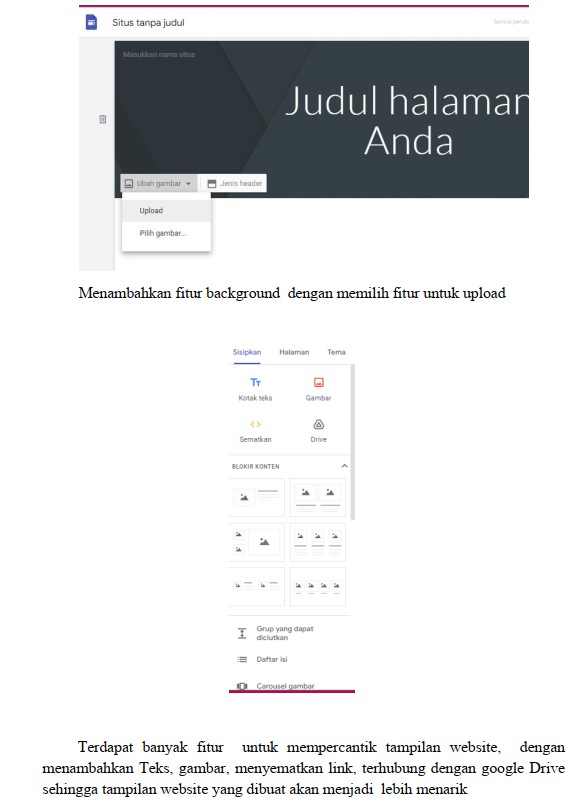 Situs tanpa judul
Semua perub
Masukkan nama situs
Judul halaman
Anda
Ubah gambar
Jenis header
Upload
Pilih gambar...
Menambahkan fitur background dengan memilih fitur untuk upload
Sisipkan Halaman Tema
Kotak teks Gambar
Sematkan Drive
BLOKIR KONTEN
Grup yang dapat
diciutkan
Daftar isi
Carousel gambar
Terdapat banyak fitur untuk mempercantik tampilan website, dengan
menambahkan Teks, gambar, menyematkan link, terhubung dengan google Drive
sehingga tampilan website yang dibuat akan menjadi lebih menarik